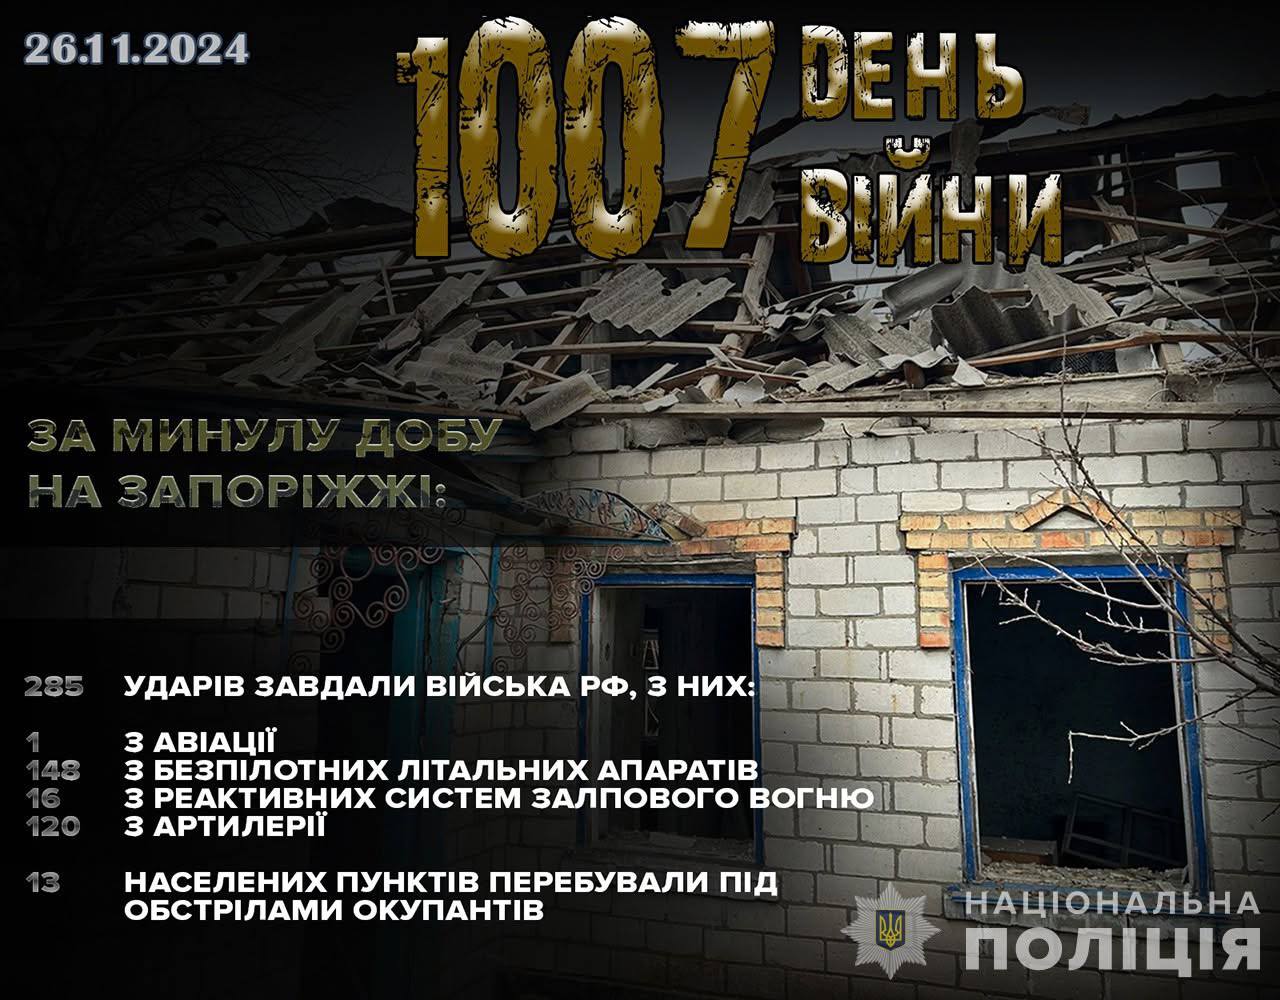 26.11.2024
1007 ДЕНЬ
ВІЙНИ
ЗА МИНУЛУ ДОБУ
НА ЗАПОРІЖЖІ:
285 УДАРІВ ЗАВДАЛИ ВІЙСЬКА РФ, З НИХ:
1 З АВІАЦІЇ
148 З БЕЗПІЛОТНИХ ЛІТАЛЬНИХ АПАРАТІВ
16 З РЕАКТИВНИХ СИСТЕМ ЗАЛПОВОГО ВОГНЮ
120 З АРТИЛЕРІЇ
13 НАСЕЛЕНИХ ПУНКТІВ ПЕРЕБУВАЛИ ПІД
ОБСТРІЛАМИ ОКУПАНТІВ
НАЦІОНАЛЬНА
ПОЛІЦІЯ